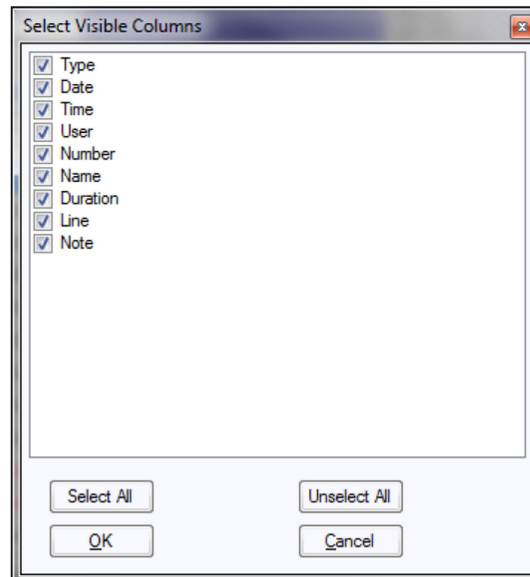 Select Visible Columns
Type
Date
Time
User
Number
Name
Duration
Line
Note
Select All Unselect All
OK Cancel